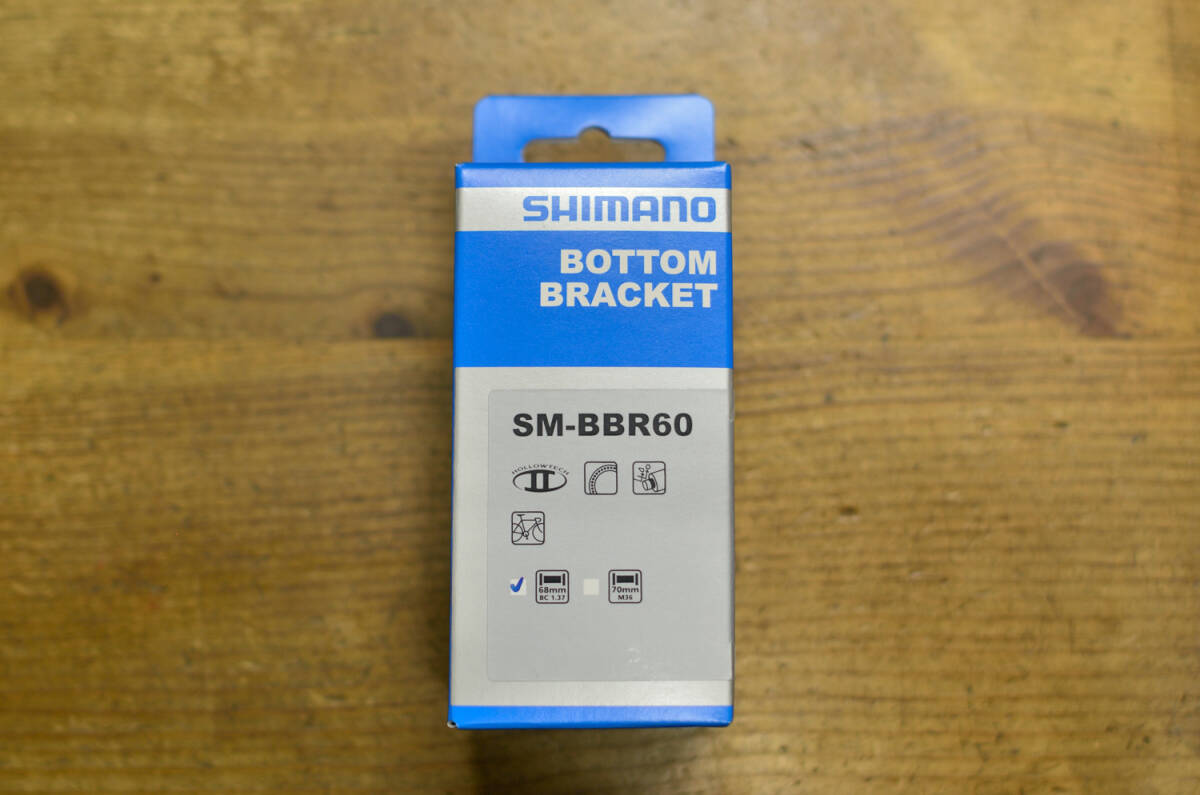 SHIMANO
BOTTOM
BRACKET
SM-BBR60
HOLLOWTECH
II
68mm 70mm
BC 1.37 M36